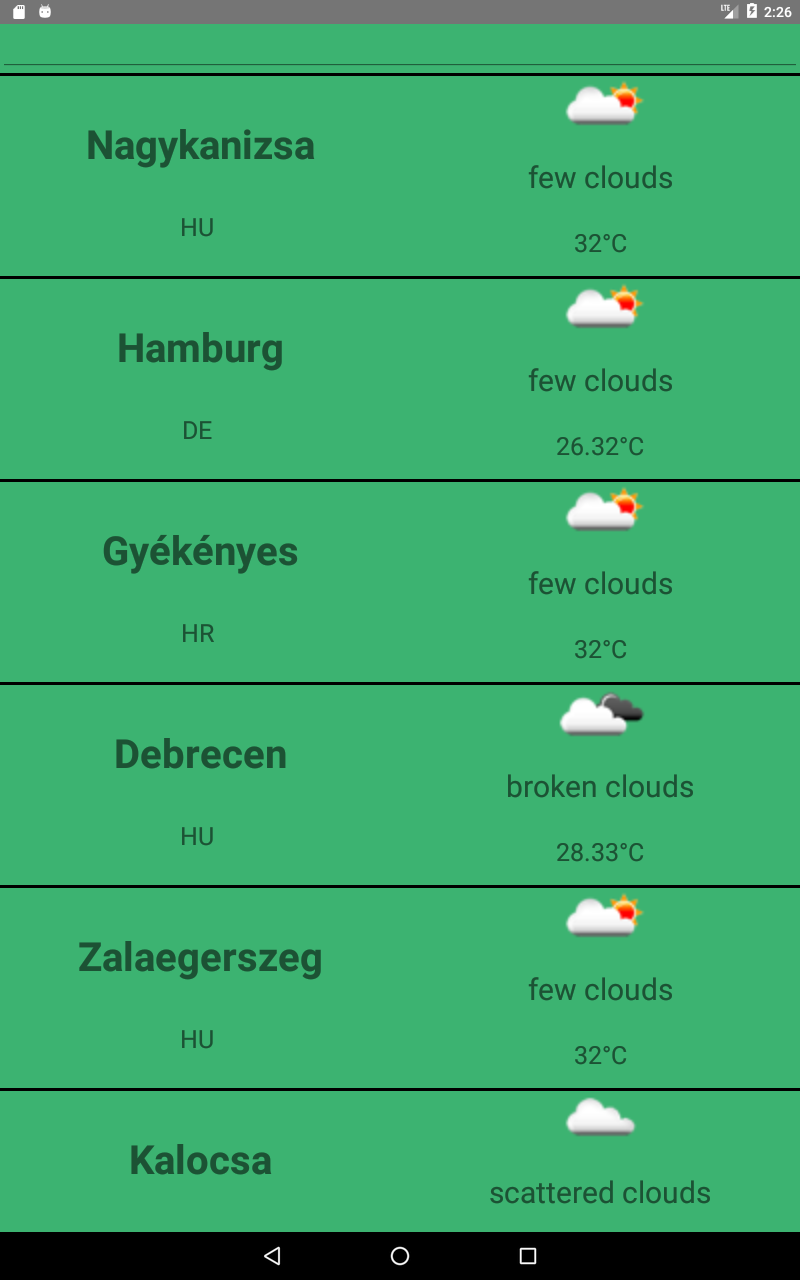 LTE 2:26
Nagykanizsa
HU
few clouds
32°C
Hamburg
DE
few clouds
26.32°C
Gyékényes
HR
few clouds
32°C
Debrecen
HU
broken clouds
28.33°C
Zalaegerszeg
HU
few clouds
32°C
Kalocsa
scattered clouds